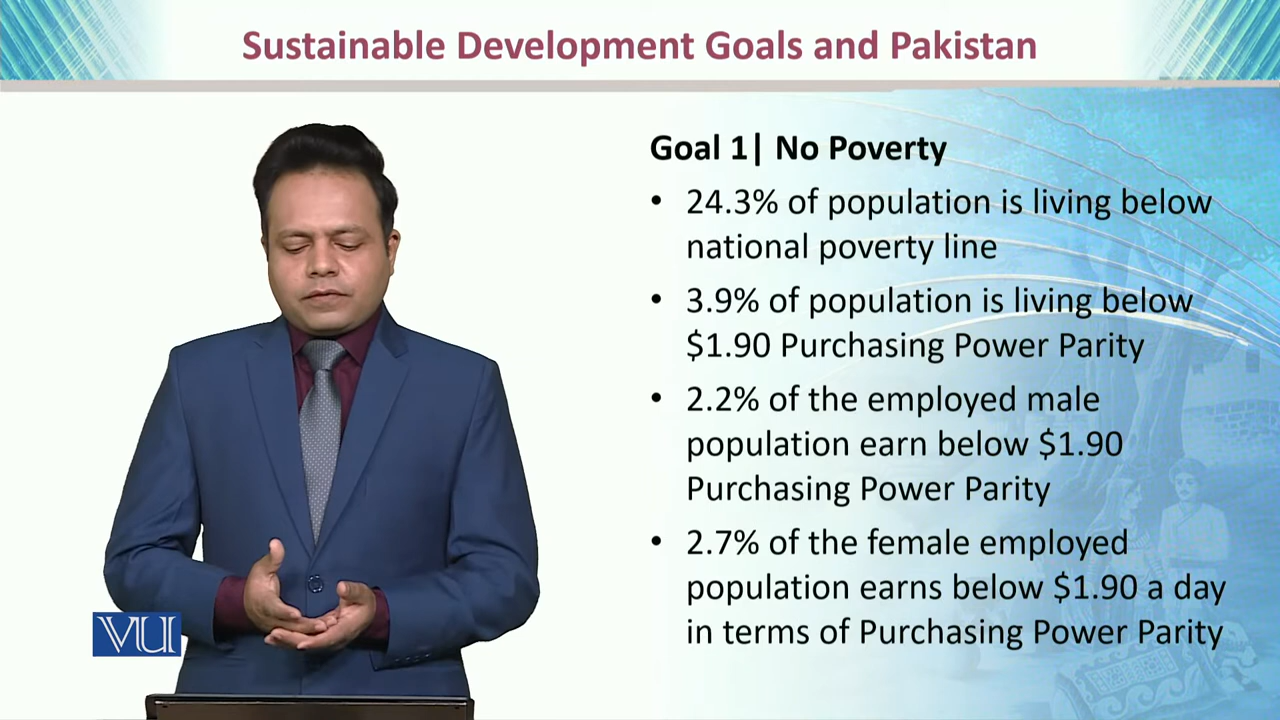 Sustainable Development Goals and Pakistan
Goal 1| No Poverty
• 24.3% of population is living below
national poverty line
• 3.9% of population is living below
$1.90 Purchasing Power Parity
• 2.2% of the employed male
population earn below $1.90
Purchasing Power Parity
• 2.7% of the female employed
population earns below $1.90 a day
in terms of Purchasing Power Parity
VU